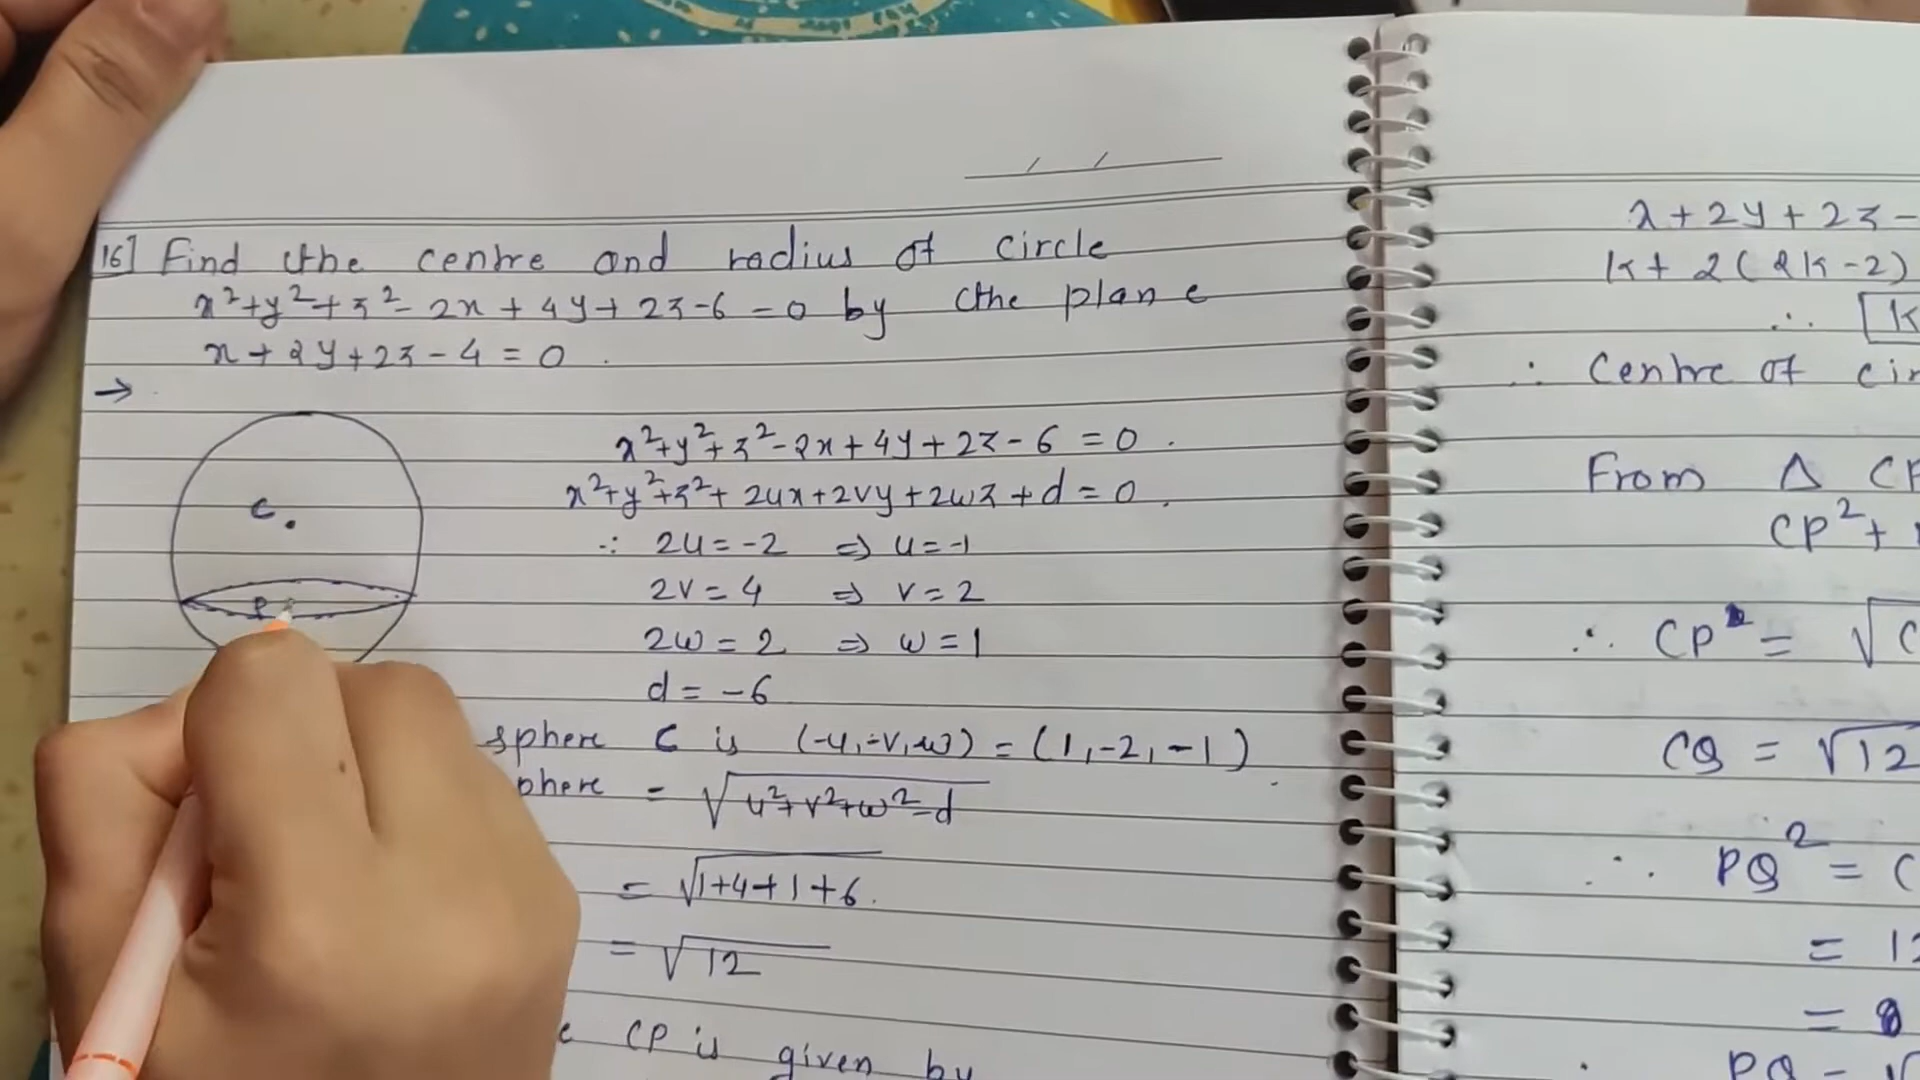 16] Find the centre and radius of circle
x²+y²+z²-2x+4y+2z-6=0 by the plane
x+2y+2z-4=0.
→
x²+y²+z²-2x+4y+2z-6=0.
x²+y²+z²+2ux+2vy+2wz+d=0.
C.
P
∴ 2u=-2 ⇒ u=-1
2v=4 ⇒ v=2
2w=2 ⇒ w=1
d=-6
sphere C is (-u,-v,-w) = (1,-2,-1)
phere = √u²+v²+w²-d
= √1+4+1+6.
= √12
CP is given by
x+2y+2z-
k+2(2k-2)
∴ [k
∴ Centre of cir
From Δ CP
CP²+
∴ CP =
CQ = √12
∴ PQ² = C
= 12
= 8
PQ = √